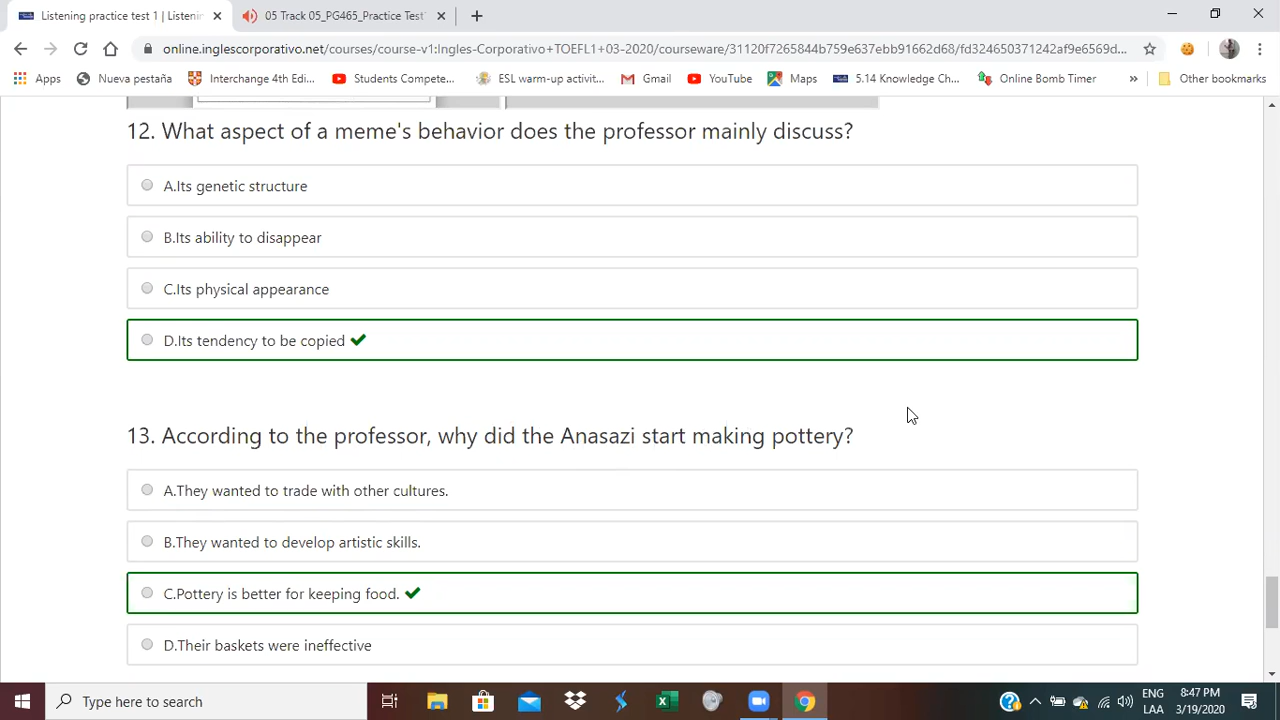 Listening practice test 1 | Listenin
05 Track 05_PG465_Practice Test
online.inglescorporativo.net/courses/course-v1:Ingles-Corporativo+TOEFL1+03-2020/courseware/31120f7265844b759e637ebb91662d68/fd324650371242af9e6569d...
Apps
Nueva pestaña
Interchange 4th Edi...
Students Compete...
ESL warm-up activit...
Gmail
YouTube
Maps
5.14 Knowledge Ch...
Online Bomb Timer
»
Other bookmarks
12. What aspect of a meme's behavior does the professor mainly discuss?
A.Its genetic structure
B.Its ability to disappear
C.Its physical appearance
D.Its tendency to be copied
13. According to the professor, why did the Anasazi start making pottery?
A.They wanted to trade with other cultures.
B.They wanted to develop artistic skills.
C.Pottery is better for keeping food.
D.Their baskets were ineffective
Type here to search
ENG
LAA
8:47 PM
3/19/2020